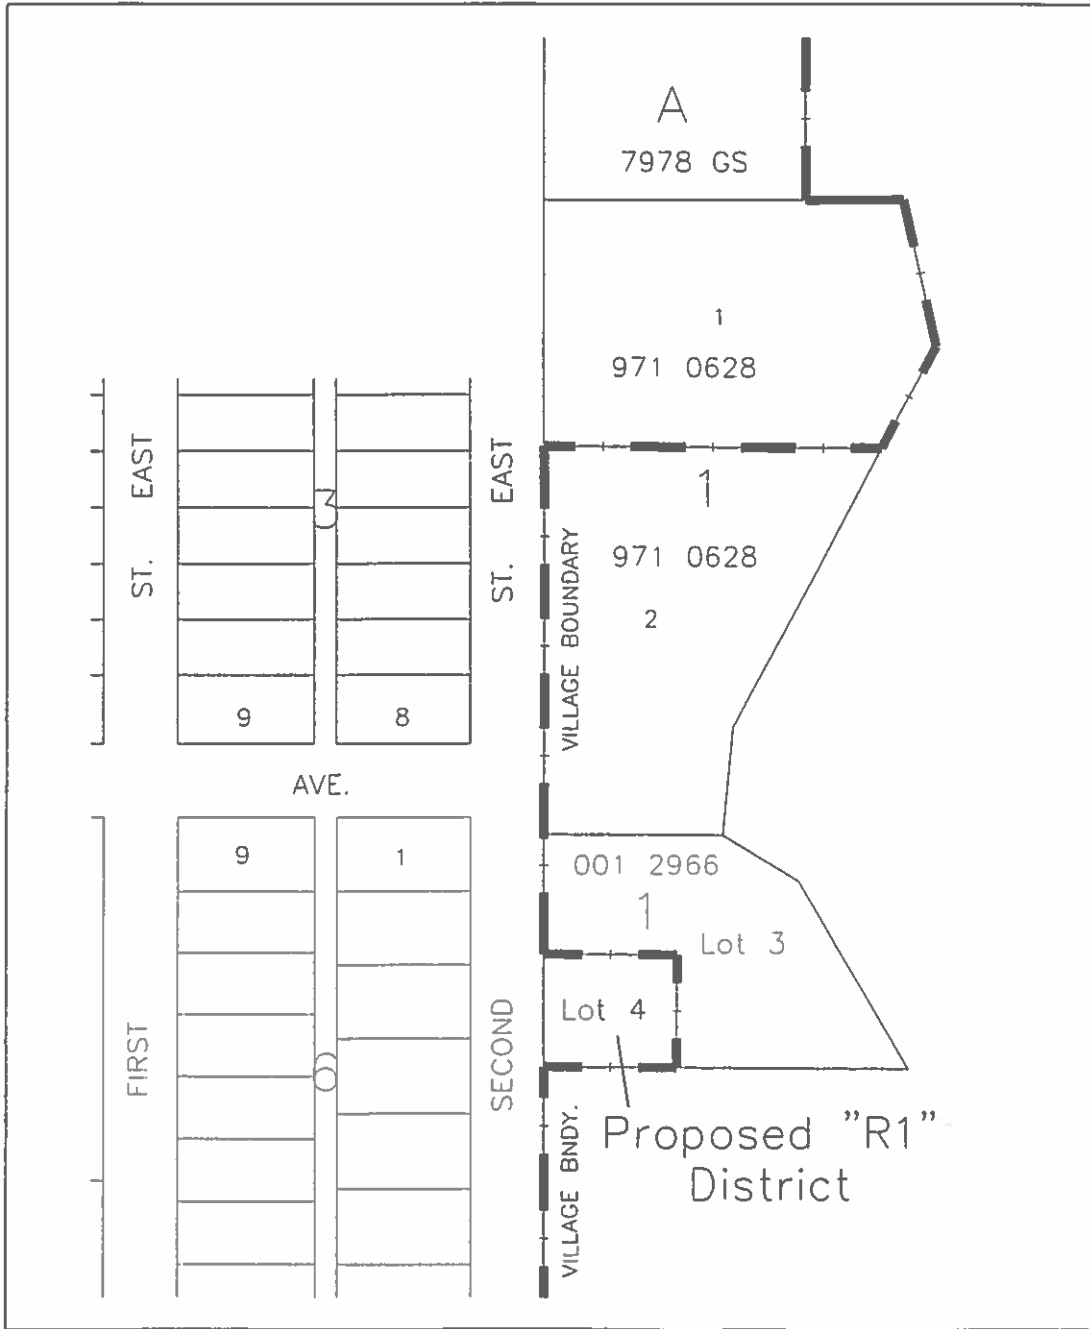 A
7978 GS
1
971 0628
EAST
ST.
3
EAST
ST.
1
971 0628
2
VILLAGE BOUNDARY
9
8
AVE.
9
1
001 2966
1
Lot 3
Lot 4
FIRST
6
SECOND
VILLAGE BNDY.
Proposed "R1"
District